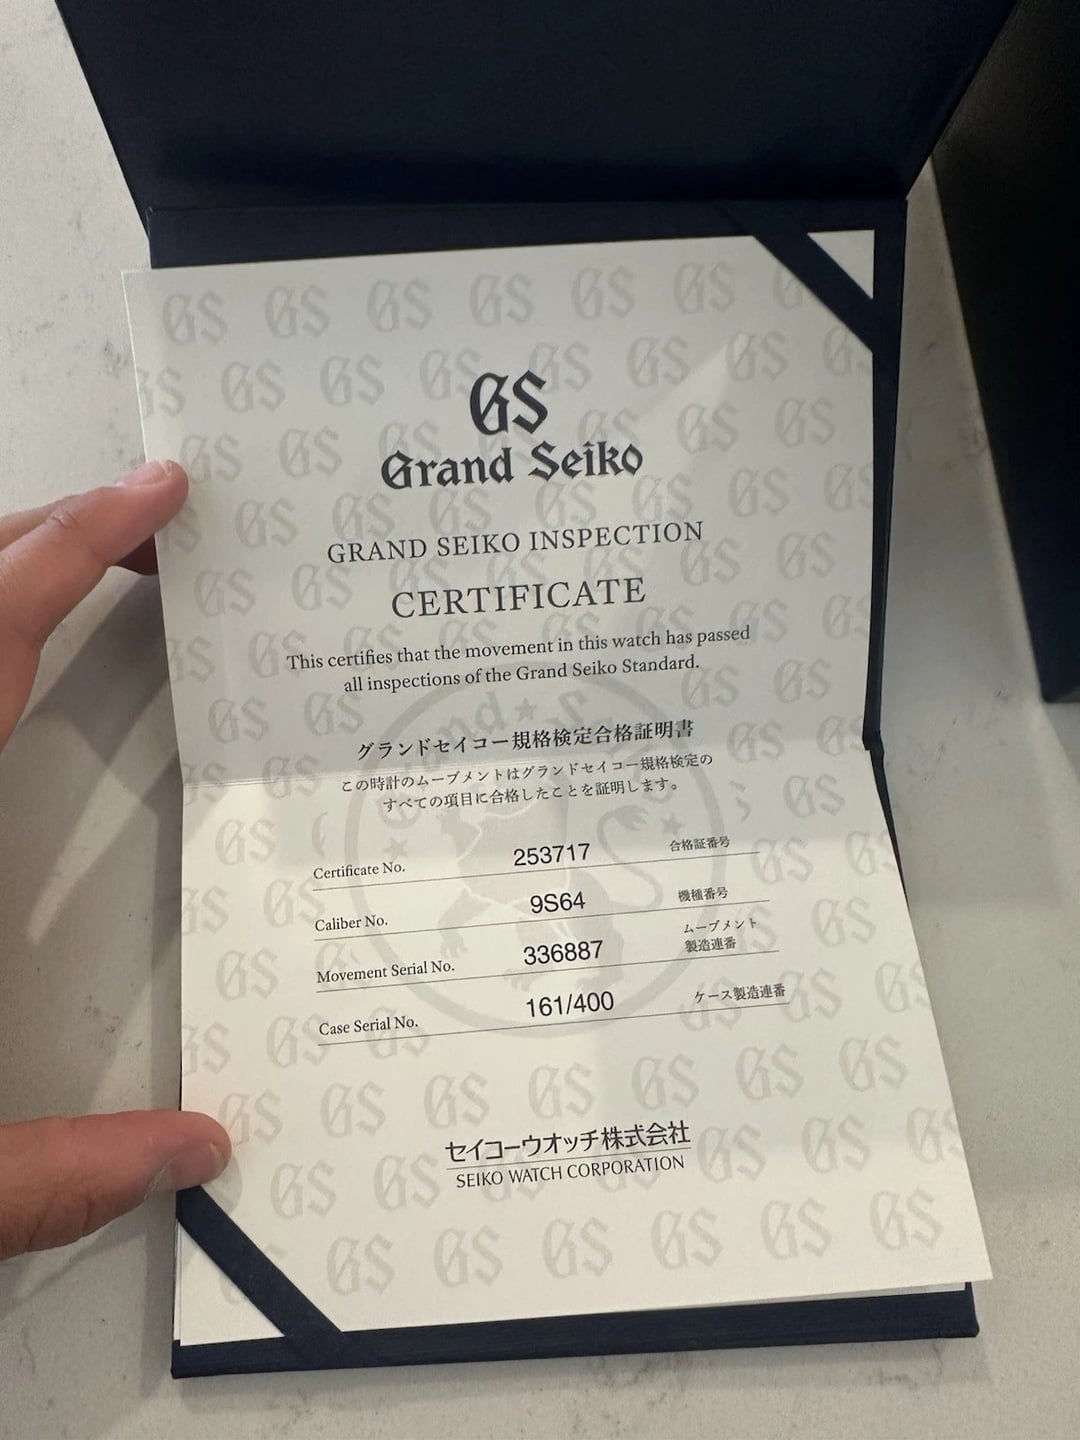 GS
Grand Seiko
GRAND SEIKO INSPECTION
CERTIFICATE
This certifies that the movement in this watch has passed
all inspections of the Grand Seiko Standard.
グランドセイコー規格検定合格証明書
この時計のムーブメントはグランドセイコー規格検定の
すべての項目に合格したことを証明します。
Certificate No. 253717 合格証番号
Caliber No. 9S64 機種番号
Movement Serial No. 336887 ムーブメント
製造連番
Case Serial No. 161/400 ケース製造連番
セイコーウオッチ株式会社
SEIKO WATCH CORPORATION